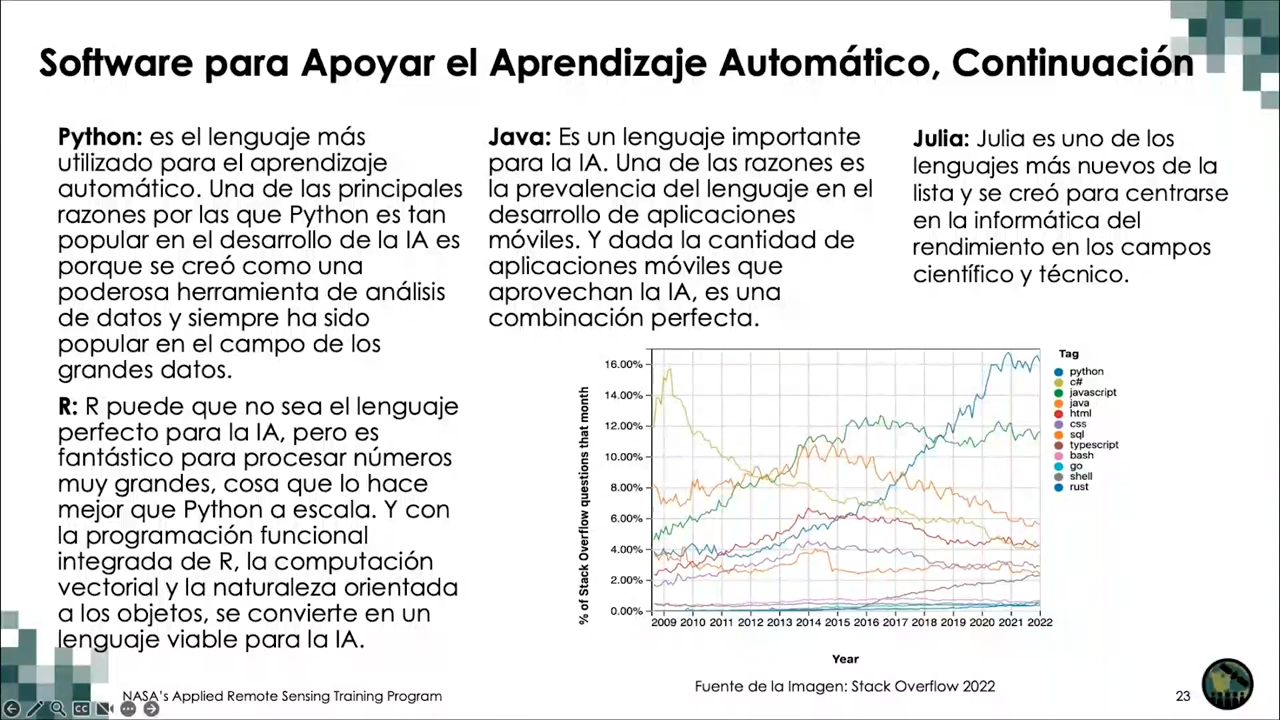 Software para Apoyar el Aprendizaje Automático, Continuación
Python: es el lenguaje más
utilizado para el aprendizaje
automático. Una de las principales
razones por las que Python es tan
popular en el desarrollo de la IA es
porque se creó como una
poderosa herramienta de análisis
de datos y siempre ha sido
popular en el campo de los
grandes datos.
R: R puede que no sea el lenguaje
perfecto para la IA, pero es
fantástico para procesar números
muy grandes, cosa que lo hace
mejor que Python a escala. Y con
la programación funcional
integrada de R, la computación
vectorial y la naturaleza orientada
a los objetos, se convierte en un
lenguaje viable para la IA.
Java: Es un lenguaje importante
para la IA. Una de las razones es
la prevalencia del lenguaje en el
desarrollo de aplicaciones
móviles. Y dada la cantidad de
aplicaciones móviles que
aprovechan la IA, es una
combinación perfecta.
Julia: Julia es uno de los
lenguajes más nuevos de la
lista y se creó para centrarse
en la informática del
rendimiento en los campos
científico y técnico.
% of Stack Overflow questions that month
16.00%
14.00%
12.00%
10.00%
8.00%
6.00%
4.00%
2.00%
0.00%
2009 2010 2011 2012 2013 2014 2015 2016 2017 2018 2019 2020 2021 2022
Year
Tag
python
c#
javascript
java
html
css
sql
typescript
bash
go
shell
rust
Fuente de la Imagen: Stack Overflow 2022
NASA's Applied Remote Sensing Training Program
23
CC